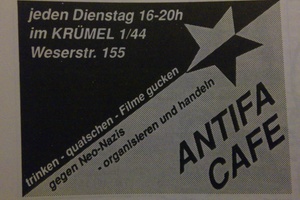 jeden Dienstag 16-20h
im KRÜMEL 1/44
Weserstr. 155
trinken - quatschen - Filme gucken
gegen Neo-Nazis
- organisieren und handeln
ANTIFA
CAFE